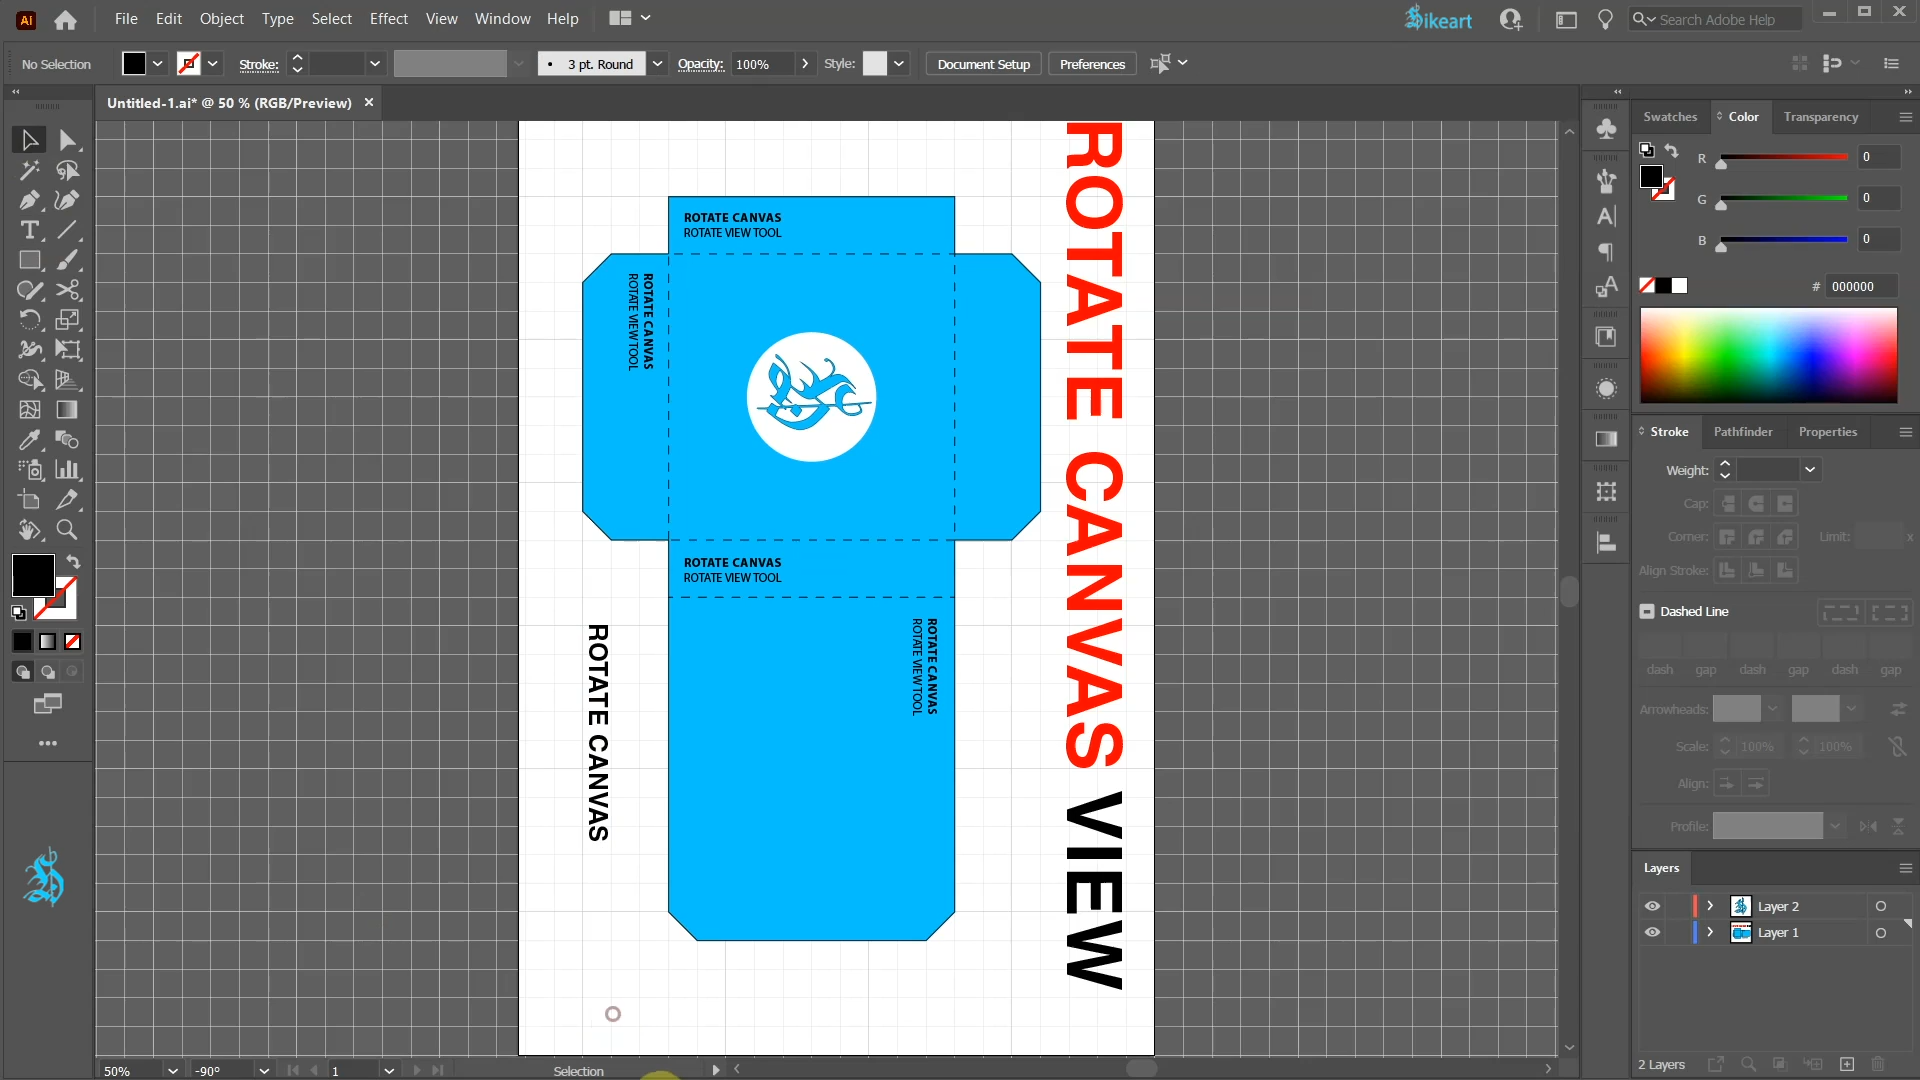 File Edit Object Type Select Effect View Window Help
ikeart
Search Adobe Help
No Selection
Stroke:
3 pt. Round
Opacity:
100%
Style:
Document Setup
Preferences
Untitled-1.ai* @ 50 % (RGB/Preview)
ROTATE CANVAS
ROTATE VIEW TOOL
ROTATE CANVAS
ROTATE VIEW TOOL
ROTATE CANVAS
ROTATE VIEW TOOL
ROTATE CANVAS
ROTATE VIEW TOOL
ROTATE CANVAS
ROTATE CANVAS VIEW
Swatches
Color
Transparency
R 0
G 0
B 0
# 000000
Stroke
Pathfinder
Properties
Weight:
Cap:
Corner:
Limit:
x
Align Stroke:
Dashed Line
dash gap dash gap dash gap
Arrowheads:
Scale: 100% 100%
Align:
Profile:
Layers
Layer 2
Layer 1
2 Layers
50%
-90°
1
Selection